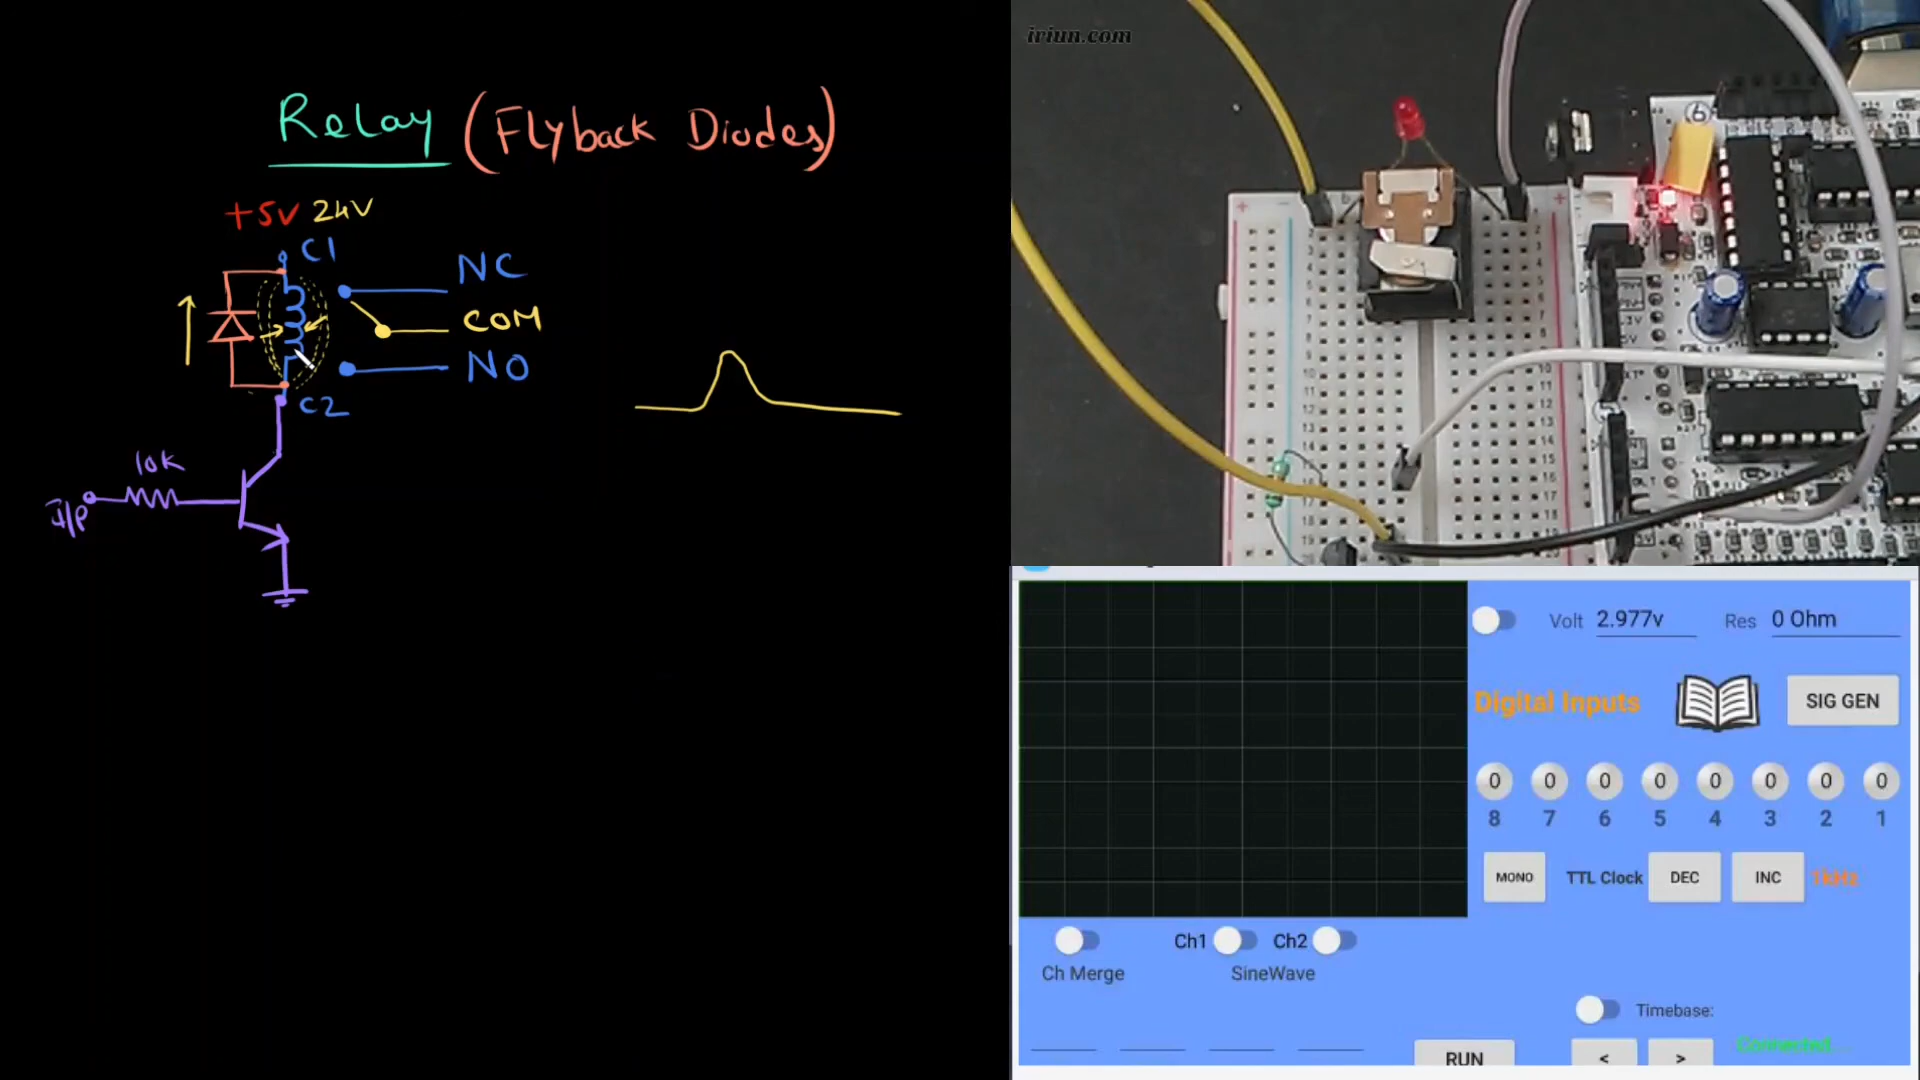 Relay (Flyback Diodes)
+5v 24V
C1
NC
COM
NO
C2
10k
I/P
iriun.com
6
Volt 2.977v Res 0 Ohm
Digital Inputs SIG GEN
0 0 0 0 0 0 0 0
8 7 6 5 4 3 2 1
MONO TTL Clock DEC INC 1kHz
Ch1 Ch2
Ch Merge SineWave
Timebase:
Connected...
RUN < >